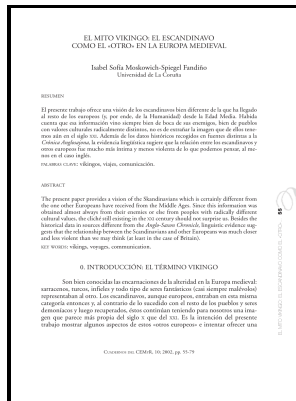 EL MITO VIKINGO: EL ESCANDINAVO
COMO EL «OTRO» EN LA EUROPA MEDIEVAL
Isabel Sofía Moskowich-Spiegel Fandiño
Universidad de La Coruña
RESUMEN
El presente trabajo ofrece una visión de los escandinavos bien diferente de la que ha llegado
al resto de los europeos (y, por ende, de la Humanidad) desde la Edad Media. Habida
cuenta que esa información vino siempre bien de boca de sus enemigos, bien de pueblos
con valores culturales radicalmente distintos, no es de extrañar la imagen de que ellos tene-
mos aún en el siglo XXI. Además de los datos históricos recogidos en fuentes distintas a la
Crónica Anglosajona, la evidencia lingüística sugiere que la relación entre los escandinavos y
otros europeos fue mucho más íntima y menos violenta de lo que podemos pensar, al me-
nos en el caso inglés.
PALABRAS CLAVE: vikingos, viajes, comunicación.
ABSTRACT
The present paper provides a vision of the Skandinavians which is certainly different from
the one other Europeans have received from the Middle Ages. Since this information was
obtained almost always from their enemies or else from peoples with radically different
cultural values, the cliché still existing in the XXI century should not surprise us. Besides the
historical data in sources different from the Anglo-Saxon Chronicle, linguistic evidence sug-
gests that the relationship between the Scandinavians and other Europeans was much closer
and less violent than we may think (at least in the case of Britain).
KEY WORDS: vikings, voyages, communication.
0. INTRODUCCIÓN: EL TÉRMINO VIKINGO
Son bien conocidas las encarnaciones de la alteridad en la Europa medieval:
sarracenos, turcos, infieles y todo tipo de seres fantásticos (casi siempre malévolos)
representaban al otro. Los escandinavos, aunque europeos, entraban en esta misma
categoría entonces y, al contrario de lo sucedido con el resto de los pueblos y seres
demoníacos y luego recuperados, éstos continúan teniendo para nosotros una ima-
gen que parece más propia del siglo X que del XXI. Es la intención del presente
trabajo mostrar algunos aspectos de estos «otros europeos» e intentar ofrecer una
CUADERNOS DEL CEMYR, 10; 2002, pp. 55-79
55
EL MITO VIKINGO: EL ESCANDINAVO COMO EL «OTRO»...